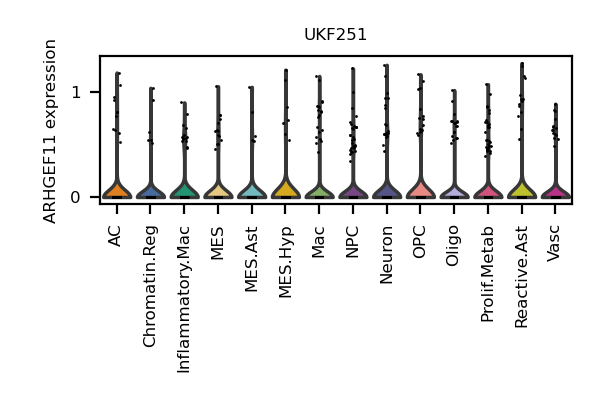 UKF251
ARHGEF11 expression
1
0
AC
Chromatin.Reg
Inflammatory.Mac
MES
MES.Ast
MES.Hyp
Mac
NPC
Neuron
OPC
Oligo
Prolif.Metab
Reactive.Ast
Vasc